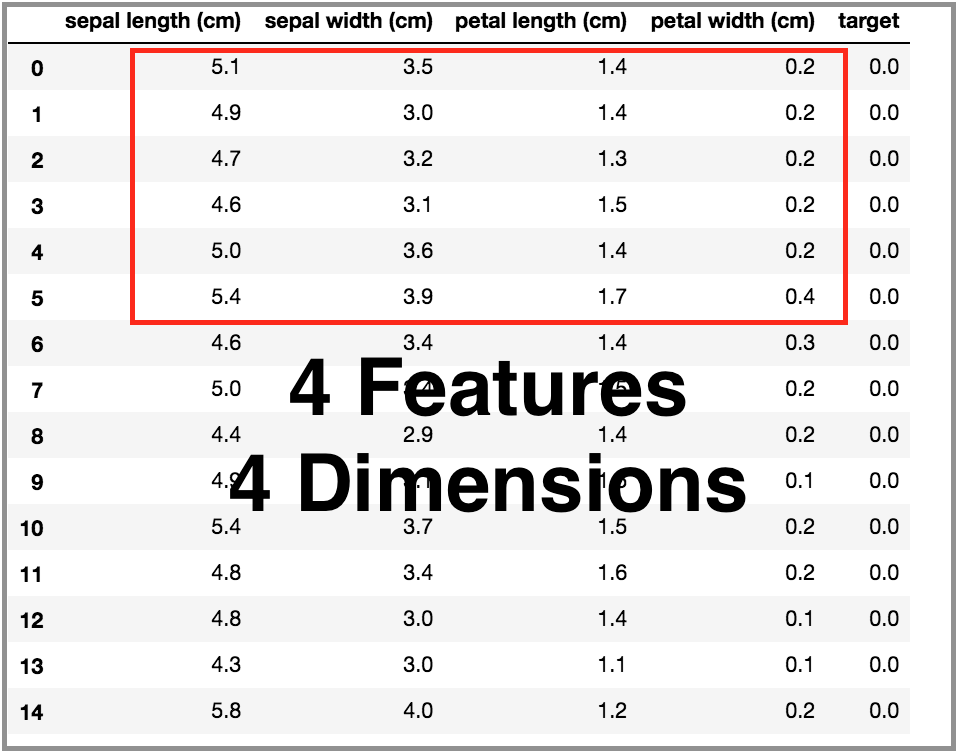 sepal length (cm) sepal width (cm) petal length (cm) petal width (cm) target
0 5.1 3.5 1.4 0.2 0.0
1 4.9 3.0 1.4 0.2 0.0
2 4.7 3.2 1.3 0.2 0.0
3 4.6 3.1 1.5 0.2 0.0
4 5.0 3.6 1.4 0.2 0.0
5 5.4 3.9 1.7 0.4 0.0
6 4.6 3.4 1.4 0.3 0.0
4 Features
7 5.0 0.2 0.0
8 4.4 2.9 1.4 0.2 0.0
4 Dimensions
9 0.1 0.0
10 5.4 3.7 1.5 0.2 0.0
11 4.8 3.4 1.6 0.2 0.0
12 4.8 3.0 1.4 0.1 0.0
13 4.3 3.0 1.1 0.1 0.0
14 5.8 4.0 1.2 0.2 0.0